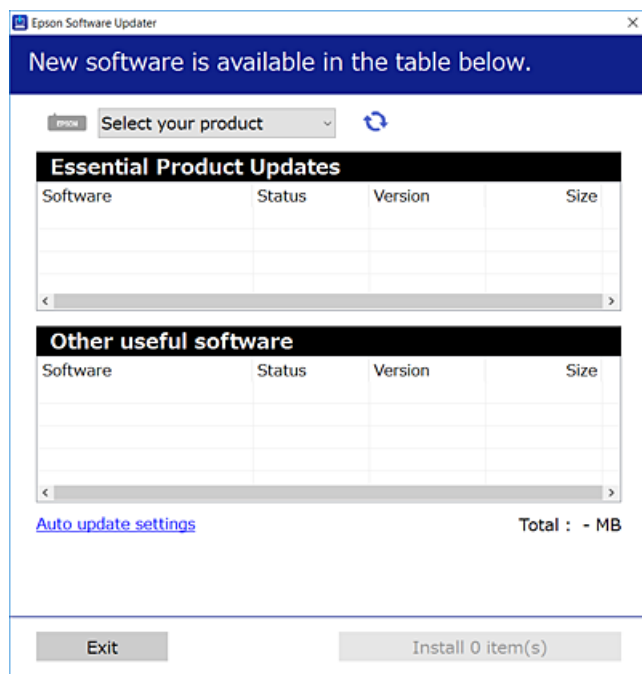 Epson Software Updater
New software is available in the table below.
EPSON Select your product
Essential Product Updates
Software Status Version Size
Other useful software
Software Status Version Size
Auto update settings Total : - MB
Exit Install 0 item(s)